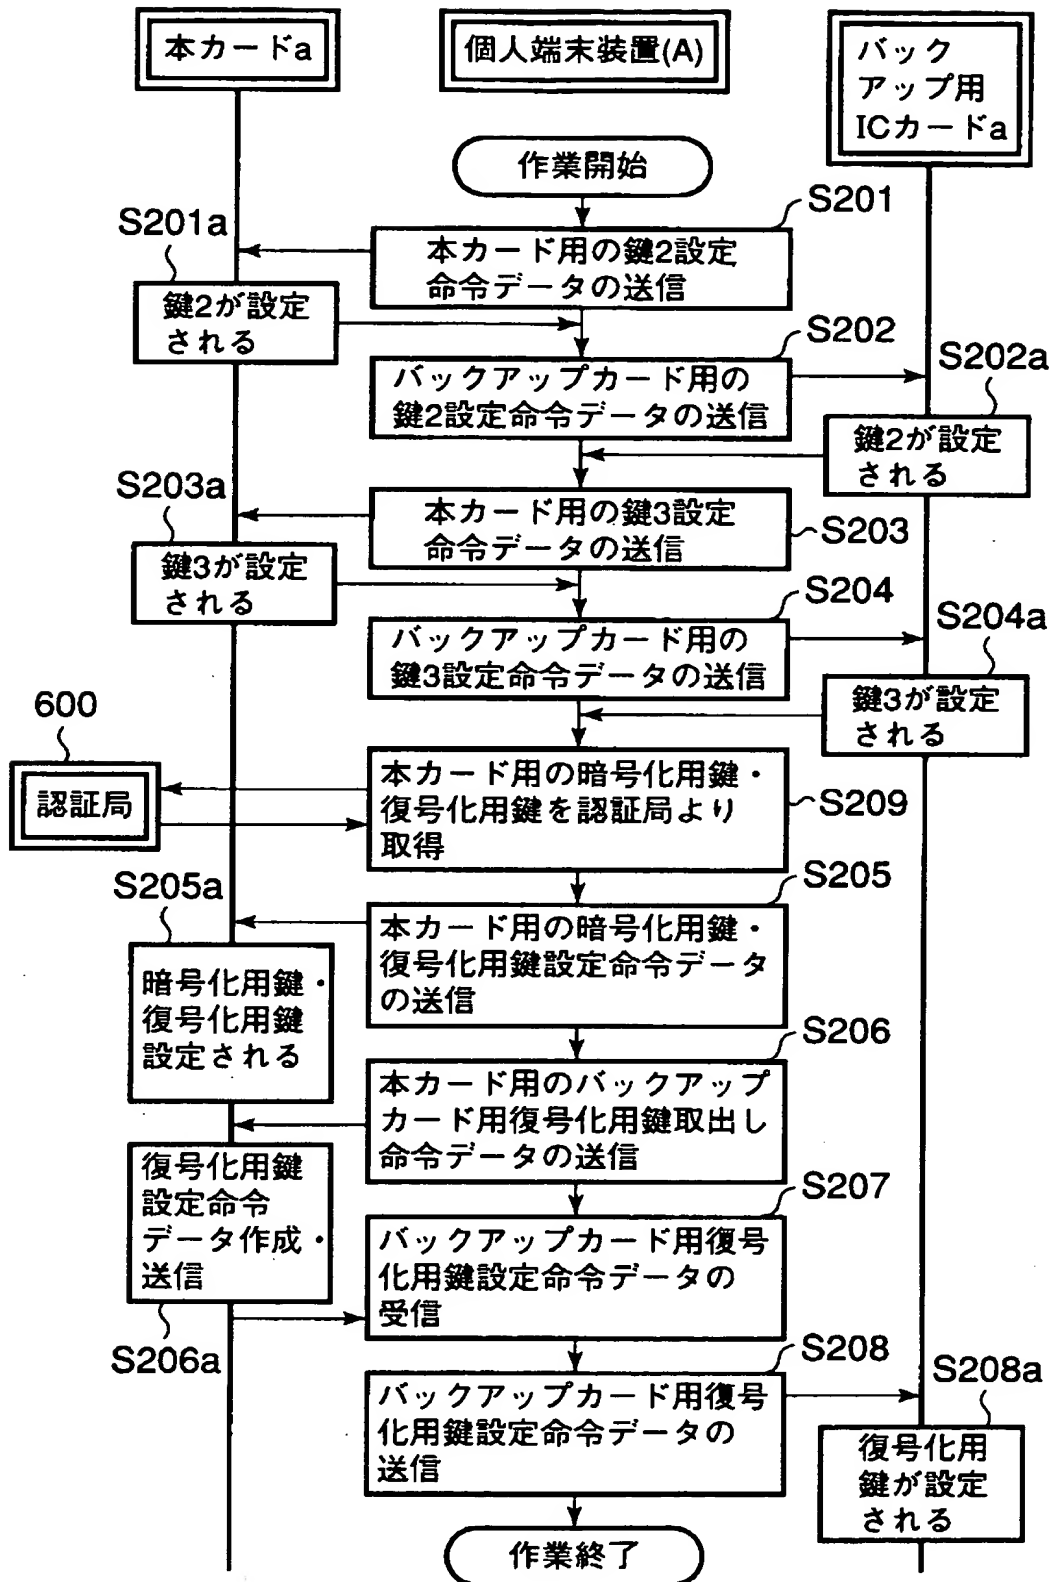 本カードa
個人端末装置(A)
バック
アップ用
ICカードa
作業開始
S201
S201a
本カード用の鍵2設定
命令データの送信
鍵2が設定
される
S202
S202a
バックアップカード用の
鍵2設定命令データの送信
鍵2が設定
される
S203a
本カード用の鍵3設定
命令データの送信
S203
鍵3が設定
される
S204
S204a
バックアップカード用の
鍵3設定命令データの送信
鍵3が設定
される
600
認証局
本カード用の暗号化用鍵・
復号化用鍵を認証局より
取得
S209
S205
S205a
本カード用の暗号化用鍵・
復号化用鍵設定命令データ
の送信
暗号化用鍵・
復号化用鍵
設定される
S206
本カード用のバックアップ
カード用復号化用鍵取出し
命令データの送信
復号化用鍵
設定命令
データ作成・
送信
S206a
S207
バックアップカード用復号
化用鍵設定命令データの
受信
S208
S208a
バックアップカード用復号
化用鍵設定命令データの
送信
復号化用
鍵が設定
される
作業終了